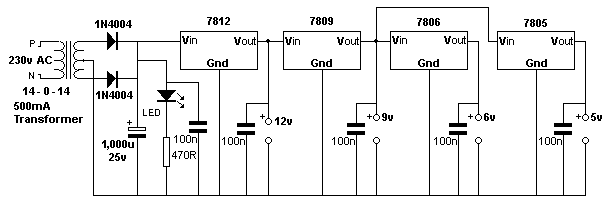 1N4004
7812
7809
7806
7805
P
230v AC
N
Vin
Vout
Vin
Vout
Vin
Vout
Vin
Vout
Gnd
Gnd
Gnd
Gnd
14 - 0 - 14
500mA
Transformer
1N4004
LED
+
1,000u
25v
470R
100n
100n
+
12v
100n
+
9v
100n
+
6v
100n
+
5v